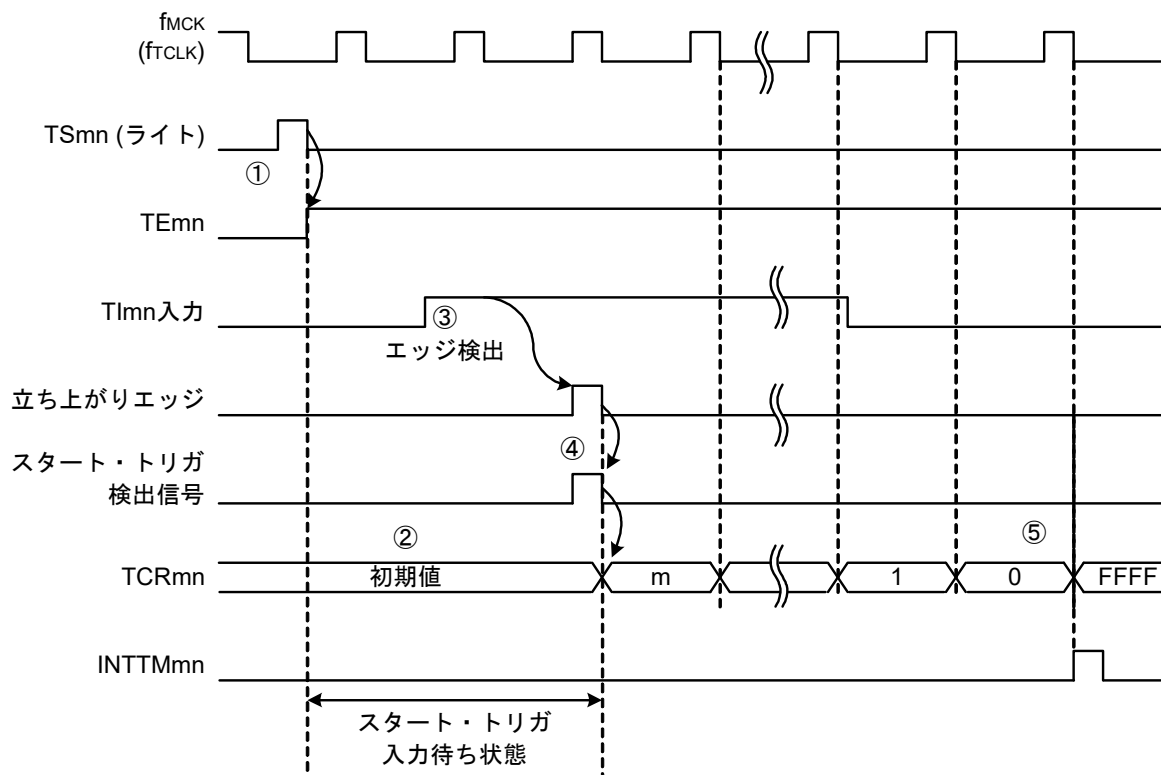 fMCK
(fTCLK)
TSmn (ライト)
①
TEmn
TImn入力
③
エッジ検出
立ち上がりエッジ
④
スタート・トリガ
検出信号
②
⑤
TCRmn
初期値
m
1
0
FFFF
INTTMmn
スタート・トリガ
入力待ち状態